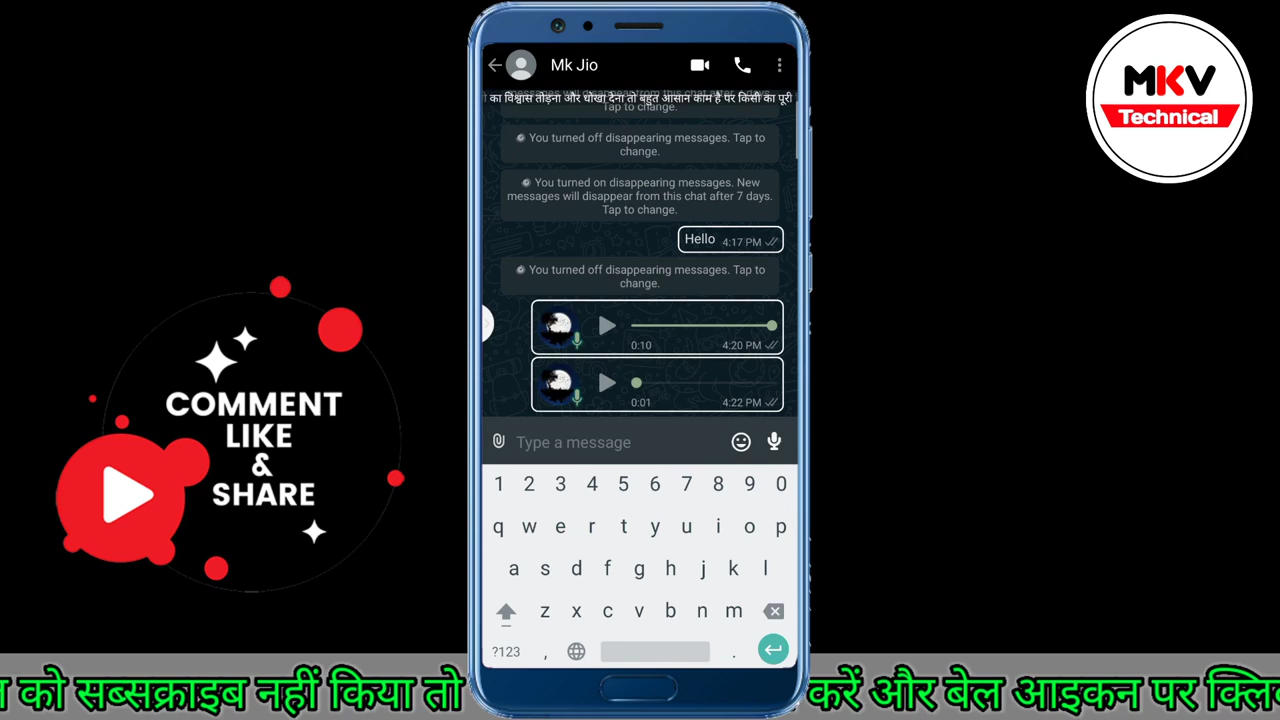 Mk Jio
का विश्वास तोड़ना और धोखा देना तो बहुत आसान काम है पर किसी का पूरी
Tap to change.
You turned off disappearing messages. Tap to
change.
You turned on disappearing messages. New
messages will disappear from this chat after 7 days.
Tap to change.
Hello 4:17 PM
You turned off disappearing messages. Tap to
change.
0:10 4:20 PM
0:01 4:22 PM
Type a message
1 2 3 4 5 6 7 8 9 0
q w e r t y u i o p
a s d f g h j k l
z x c v b n m
?123 , .
MKV
Technical
COMMENT
LIKE
&
SHARE
को सब्सक्राइब नहीं किया तो करें और बेल आइकन पर